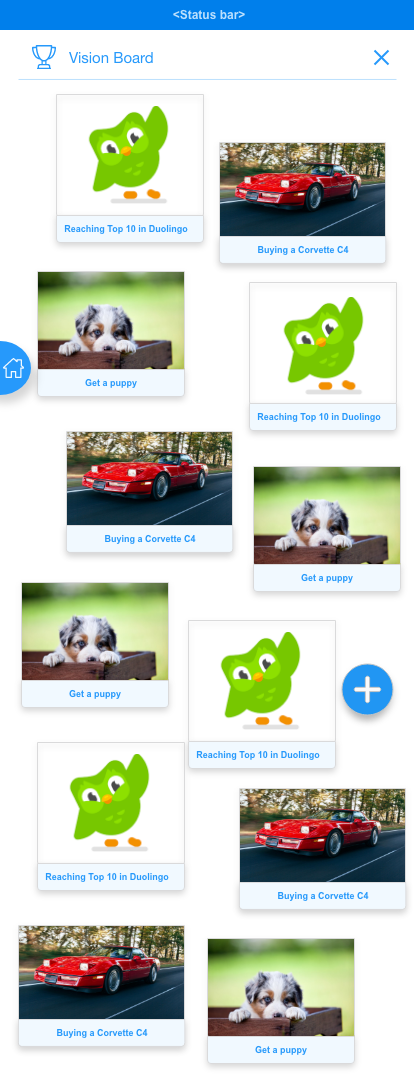 <Status bar>
Vision Board
Reaching Top 10 in Duolingo
Buying a Corvette C4
Get a puppy
Reaching Top 10 in Duolingo
Buying a Corvette C4
Get a puppy
Get a puppy
Reaching Top 10 in Duolingo
Reaching Top 10 in Duolingo
Buying a Corvette C4
Buying a Corvette C4
Get a puppy